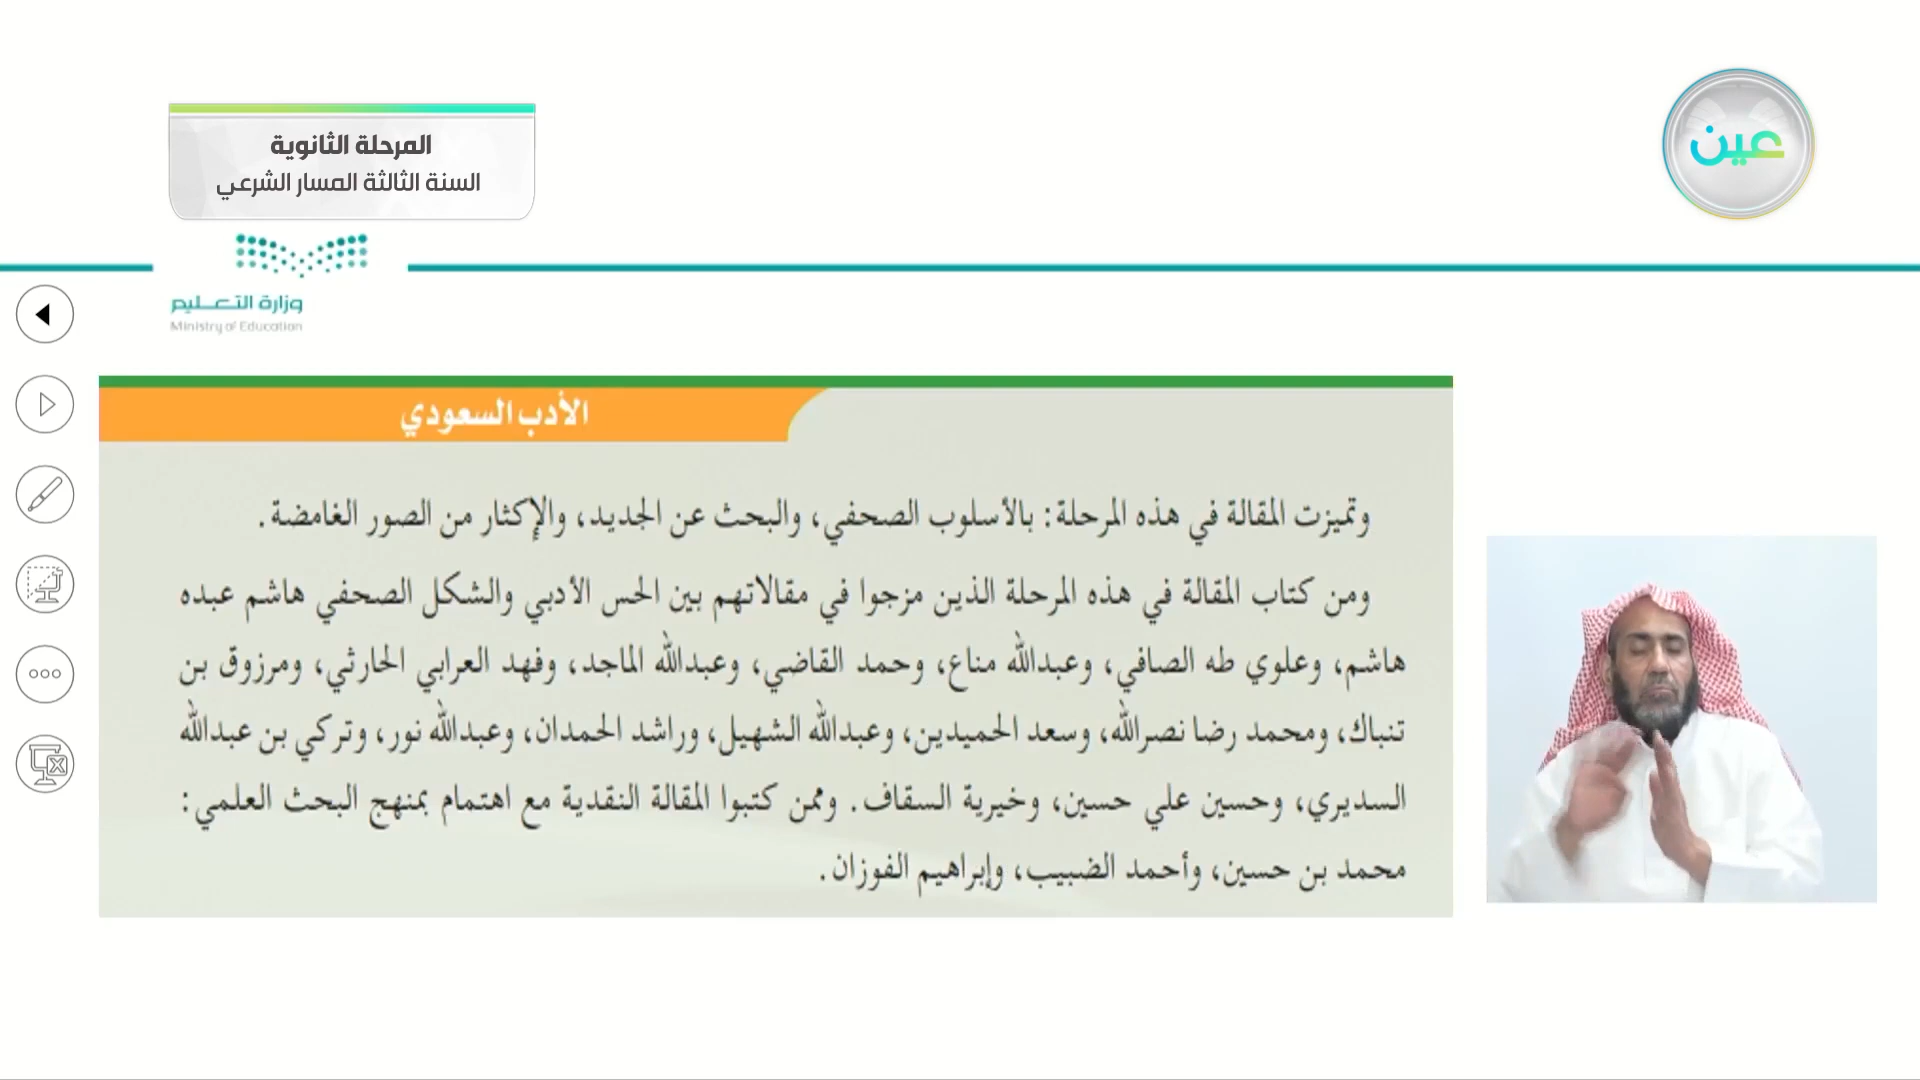 المرحلة الثانوية
السنة الثالثة المسار الشرعي
عين
وزارة التعليم
Ministry of Education
الأدب السعودي
وتميزت المقالة في هذه المرحلة: بالأسلوب الصحفي، والبحث عن الجديد، والإكثار من الصور الغامضة.
ومن كتاب المقالة في هذه المرحلة الذين مزجوا في مقالاتهم بين الحس الأدبي والشكل الصحفي هاشم عبده
هاشم، وعلوي طه الصافي، وعبدالله مناع، وحمد القاضي، وعبدالله الماجد، وفهد العرابي الحارثي، ومرزوق بن
تنباك، ومحمد رضا نصرالله، وسعد الحميدين، وعبدالله الشهيل، وراشد الحمدان، وعبدالله نور، وتركي بن عبدالله
السديري، وحسين علي حسين، وخيرية السقاف. وممن كتبوا المقالة النقدية مع اهتمام بمنهج البحث العلمي:
محمد بن حسين، وأحمد الضبيب، وإبراهيم الفوزان.